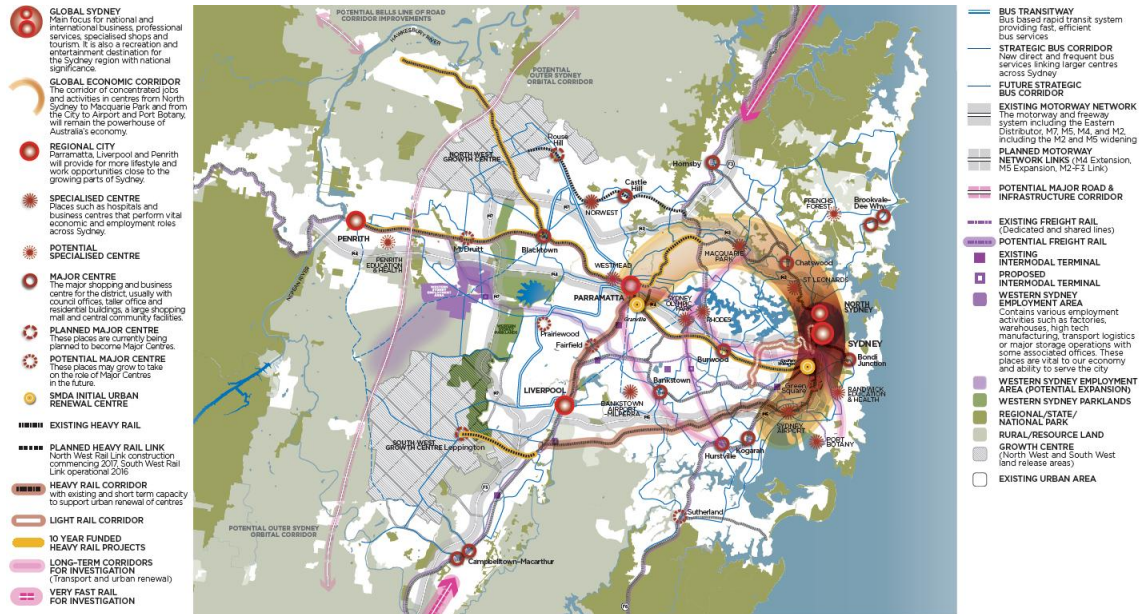 GLOBAL SYDNEY
Main focus for national and
international business, professional
services, specialised shops and
tourism. It is also a recreation and
entertainment destination for
the Sydney region with national
significance.
GLOBAL ECONOMIC CORRIDOR
The corridor of concentrated jobs
and activities in centres from North
Sydney to Macquarie Park and from
the City to Airport and Port Botany,
will remain the powerhouse of
Australia's economy.
REGIONAL CITY
Parramatta, Liverpool and Penrith
will provide for more lifestyle and
work opportunities close to the
growing parts of Sydney.
SPECIALISED CENTRE
Places such as hospitals and
business centres that perform vital
economic and employment roles
across Sydney.
POTENTIAL
SPECIALISED CENTRE
MAJOR CENTRE
The major shopping and business
centre for the district, usually with
council offices, taller office and
residential buildings, a large shopping
mall and central community facilities.
PLANNED MAJOR CENTRE
These places are currently being
planned to become Major Centres.
POTENTIAL MAJOR CENTRE
These places may grow to take
on the role of Major Centres
in the future.
SMDA INITIAL URBAN
RENEWAL CENTRE
EXISTING HEAVY RAIL
PLANNED HEAVY RAIL LINK
North West Rail Link construction
commencing 2017, South West Rail
Link operational 2016
HEAVY RAIL CORRIDOR
with existing and short term capacity
to support urban renewal of centres
LIGHT RAIL CORRIDOR
10 YEAR FUNDED
HEAVY RAIL PROJECTS
LONG-TERM CORRIDORS
FOR INVESTIGATION
(Transport and urban renewal)
VERY FAST RAIL
FOR INVESTIGATION
POTENTIAL BELLS LINE OF ROAD
CORRIDOR IMPROVEMENTS
HAWKESBURY RIVER
POTENTIAL
OUTER SYDNEY
ORBITAL CORRIDOR
NORTH WEST
GROWTH CENTRE
Rouse
Hill
Hornsby
F3
Castle
Hill
NORWEST
FRENCHS
FOREST
Brookvale-
Dee Why
PENRITH
M4
PENRITH
EDUCATION
& HEALTH
Mt Druitt
Blacktown
M7
M2
MACQUARIE
PARK
Chatswood
ST LEONARDS
NEPEAN RIVER
WESTMEAD
PARRAMATTA
Granville
SYDNEY
OLYMPIC
PARK
RHODES
NORTH
SYDNEY
SYDNEY
Prairiewood
Fairfield
Burwood
Bondi
Junction
LIVERPOOL
Bankstown
BANKSTOWN
AIRPORT
-MILPERRA
Green
Square
RANDWICK
EDUCATION
& HEALTH
SYDNEY
AIRPORT
PORT
BOTANY
SOUTH WEST
GROWTH CENTRE
Leppington
M5
Hurstville
Kogarah
F5
Sutherland
POTENTIAL OUTER SYDNEY
ORBITAL CORRIDOR
Campbelltown-Macarthur
F6
BUS TRANSITWAY
Bus based rapid transit system
providing fast, efficient
bus services
STRATEGIC BUS CORRIDOR
New direct and frequent bus
services linking larger centres
across Sydney
FUTURE STRATEGIC
BUS CORRIDOR
EXISTING MOTORWAY NETWORK
The motorway and freeway
system including the Eastern
Distributor, M7, M5, M4, and M2,
including the M2 and M5 widening
PLANNED MOTORWAY
NETWORK LINKS (M4 Extension,
M5 Expansion, M2-F3 Link)
POTENTIAL MAJOR ROAD &
INFRASTRUCTURE CORRIDOR
EXISTING FREIGHT RAIL
(Dedicated and shared lines)
POTENTIAL FREIGHT RAIL
EXISTING
INTERMODAL TERMINAL
PROPOSED
INTERMODAL TERMINAL
WESTERN SYDNEY
EMPLOYMENT AREA
Contains various employment
activities such as factories,
warehouses, high tech
manufacturing, transport logistics
or major storage operations with
some associated offices. These
places are vital to our economy
and ability to serve the city
WESTERN SYDNEY EMPLOYMENT
AREA (POTENTIAL EXPANSION)
WESTERN SYDNEY PARKLANDS
REGIONAL/STATE/
NATIONAL PARK
RURAL/RESOURCE LAND
GROWTH CENTRE
(North West and South West
land release areas)
EXISTING URBAN AREA